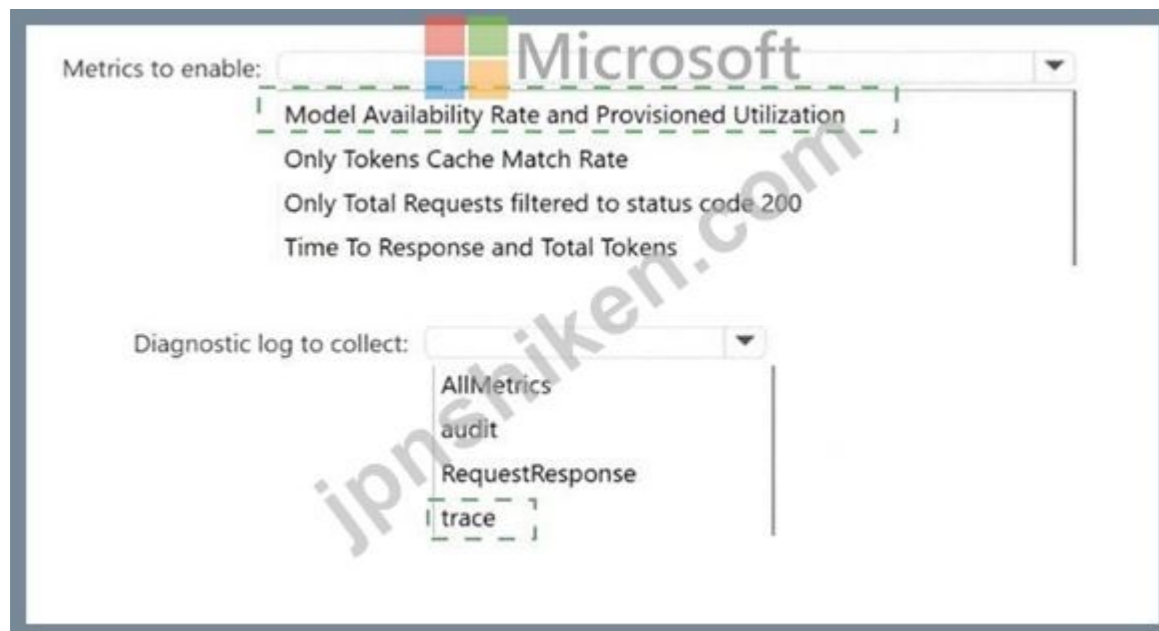 Microsoft
Metrics to enable:
Model Availability Rate and Provisioned Utilization
Only Tokens Cache Match Rate
Only Total Requests filtered to status code 200
Time To Response and Total Tokens
Diagnostic log to collect:
AllMetrics
audit
RequestResponse
trace
jpnshiken.com